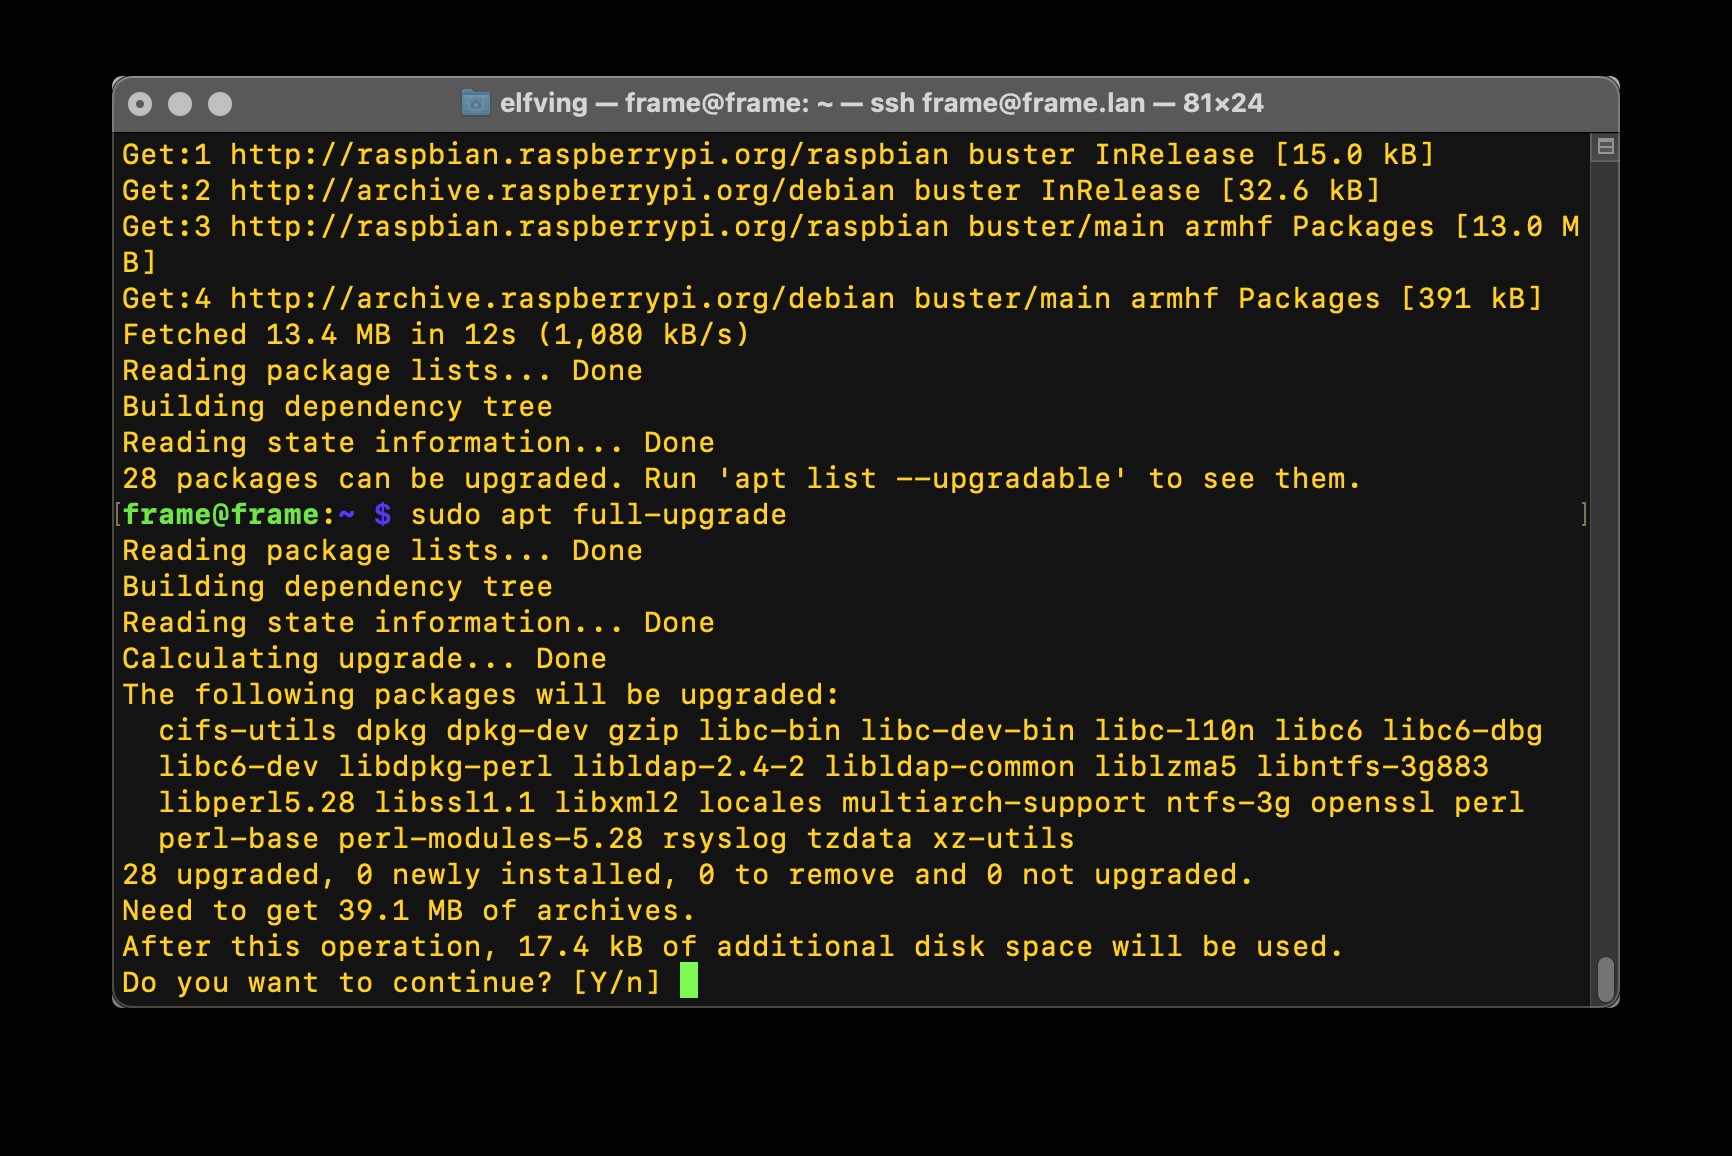 elfving — frame@frame: ~ — ssh frame@frame.lan — 81×24
Get:1 http://raspbian.raspberrypi.org/raspbian buster InRelease [15.0 kB]
Get:2 http://archive.raspberrypi.org/debian buster InRelease [32.6 kB]
Get:3 http://raspbian.raspberrypi.org/raspbian buster/main armhf Packages [13.0 M
B]
Get:4 http://archive.raspberrypi.org/debian buster/main armhf Packages [391 kB]
Fetched 13.4 MB in 12s (1,080 kB/s)
Reading package lists... Done
Building dependency tree
Reading state information... Done
28 packages can be upgraded. Run 'apt list --upgradable' to see them.
[frame@frame:~ $ sudo apt full-upgrade ]
Reading package lists... Done
Building dependency tree
Reading state information... Done
Calculating upgrade... Done
The following packages will be upgraded:
  cifs-utils dpkg dpkg-dev gzip libc-bin libc-dev-bin libc-l10n libc6 libc6-dbg
  libc6-dev libdpkg-perl libldap-2.4-2 libldap-common liblzma5 libntfs-3g883
  libperl5.28 libssl1.1 libxml2 locales multiarch-support ntfs-3g openssl perl
  perl-base perl-modules-5.28 rsyslog tzdata xz-utils
28 upgraded, 0 newly installed, 0 to remove and 0 not upgraded.
Need to get 39.1 MB of archives.
After this operation, 17.4 kB of additional disk space will be used.
Do you want to continue? [Y/n]